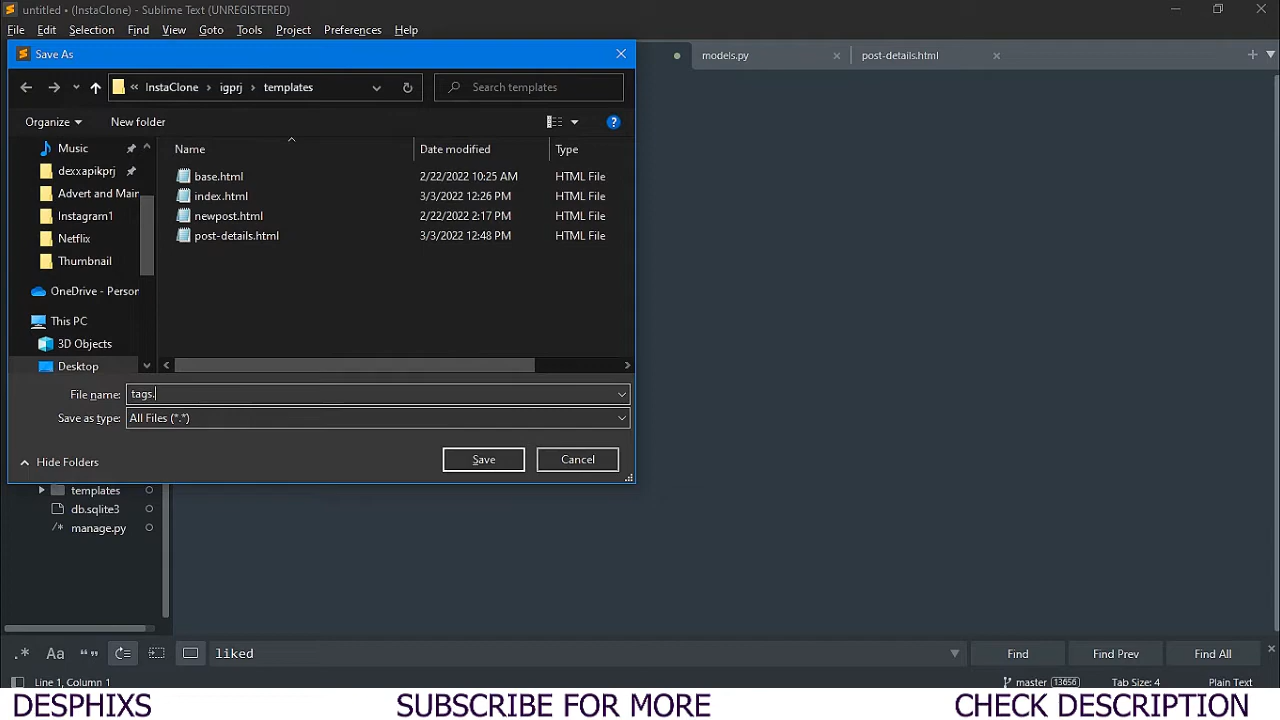 untitled • (InstaClone) - Sublime Text (UNREGISTERED)
File Edit Selection Find View Goto Tools Project Preferences Help
Save As
models.py
post-details.html
« InstaClone › igprj › templates
Search templates
Organize
New folder
Name
Date modified
Type
Music
dexxapikprj
Advert and Main
Instagram1
Netflix
Thumbnail
OneDrive - Person
This PC
3D Objects
Desktop
base.html 2/22/2022 10:25 AM HTML File
index.html 3/3/2022 12:26 PM HTML File
newpost.html 2/22/2022 2:17 PM HTML File
post-details.html 3/3/2022 12:48 PM HTML File
File name: tags.
Save as type: All Files (*.*)
Hide Folders
Save
Cancel
templates
db.sqlite3
/* manage.py
.* Aa “ ” liked Find Find Prev Find All
Line 1, Column 1 master 13656 Tab Size: 4 Plain Text
DESPHIXS SUBSCRIBE FOR MORE CHECK DESCRIPTION